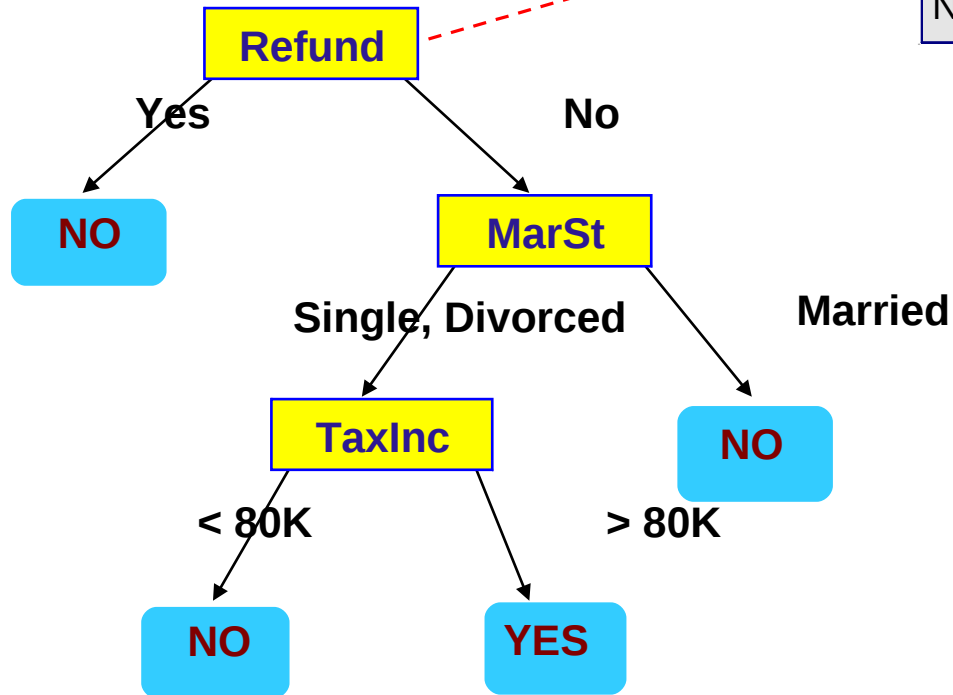 Refund
Yes
No
NO
MarSt
Single, Divorced
Married
TaxInc
NO
< 80K
> 80K
NO
YES